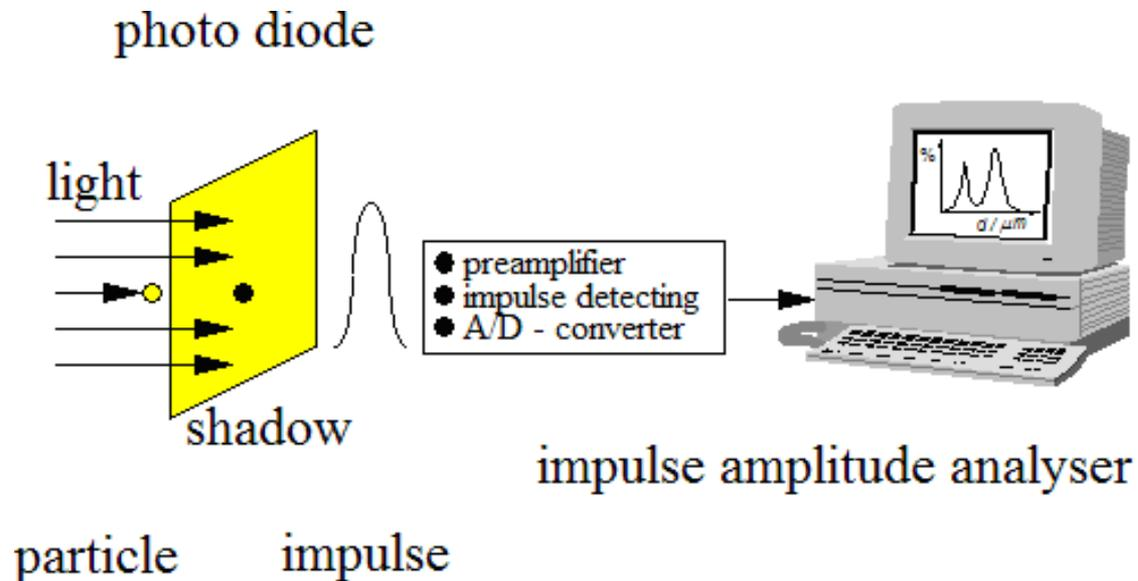 photo diode
light
%
d / μm
preamplifier
impulse detecting
A/D - converter
shadow
impulse amplitude analyser
particle
impulse